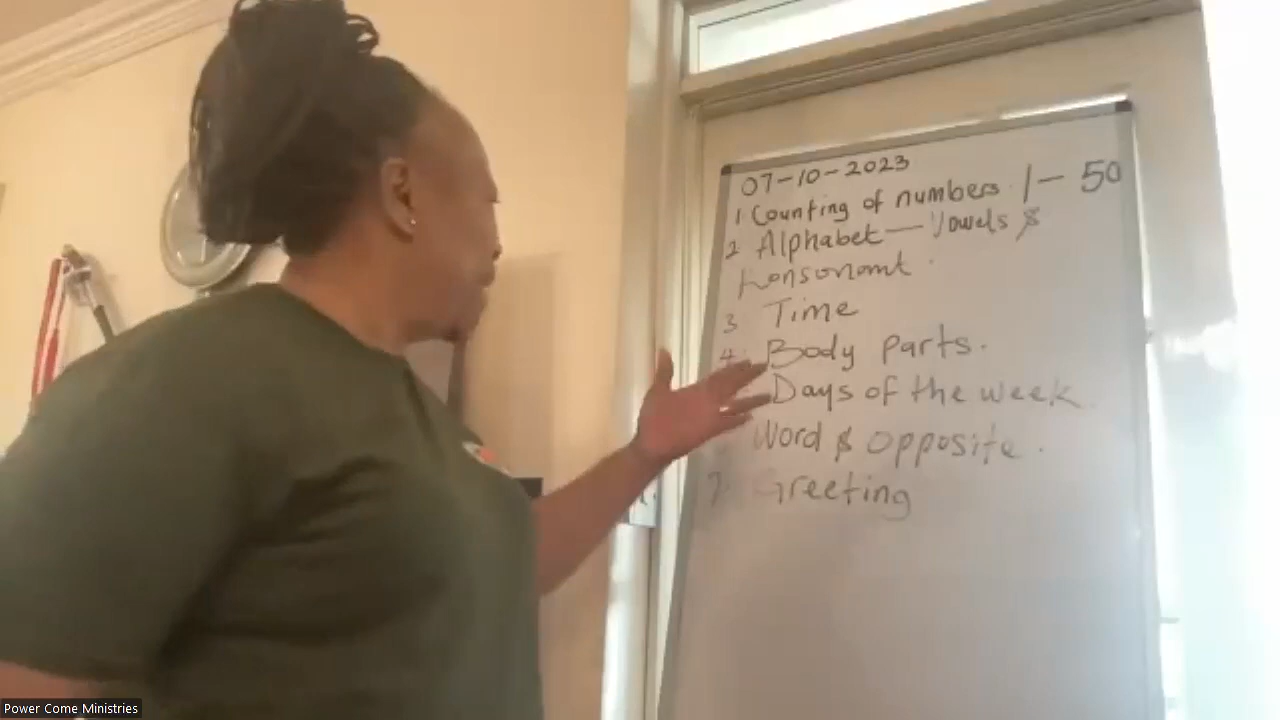 07-10-2023
1 Counting of numbers 1-50
2 Alphabet — Vowels &
Konsonant.
3 Time
4. Body parts.
Days of the week.
Word & opposite.
7. Greeting
Power Come Ministries